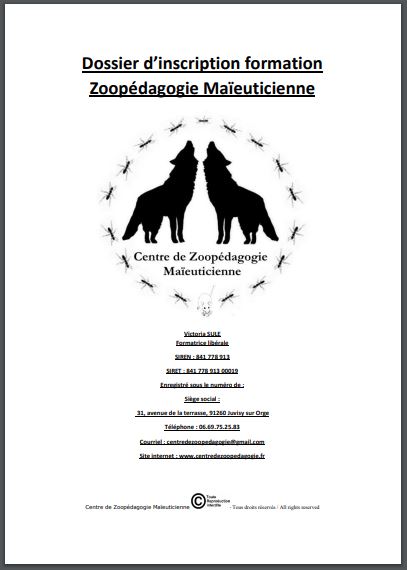 Dossier d’inscription formation
Zoopédagogie Maïeuticienne
Centre de Zoopédagogie
Maïeuticienne
Victoria SULE
Formatrice libérale
SIREN : 841 778 913
SIRET : 841 778 913 00019
Enregistré sous le numéro de :
Siège social :
31, avenue de la terrasse, 91260 Juvisy sur Orge
Téléphone : 06.69.75.25.83
Courriel : centredezoopedagogie@gmail.com
Site internet : www.centredezoopedagogie.fr
Centre de Zoopédagogie Maïeuticienne © Toute Reproduction Interdite - Tous droits réservés / All rights reserved